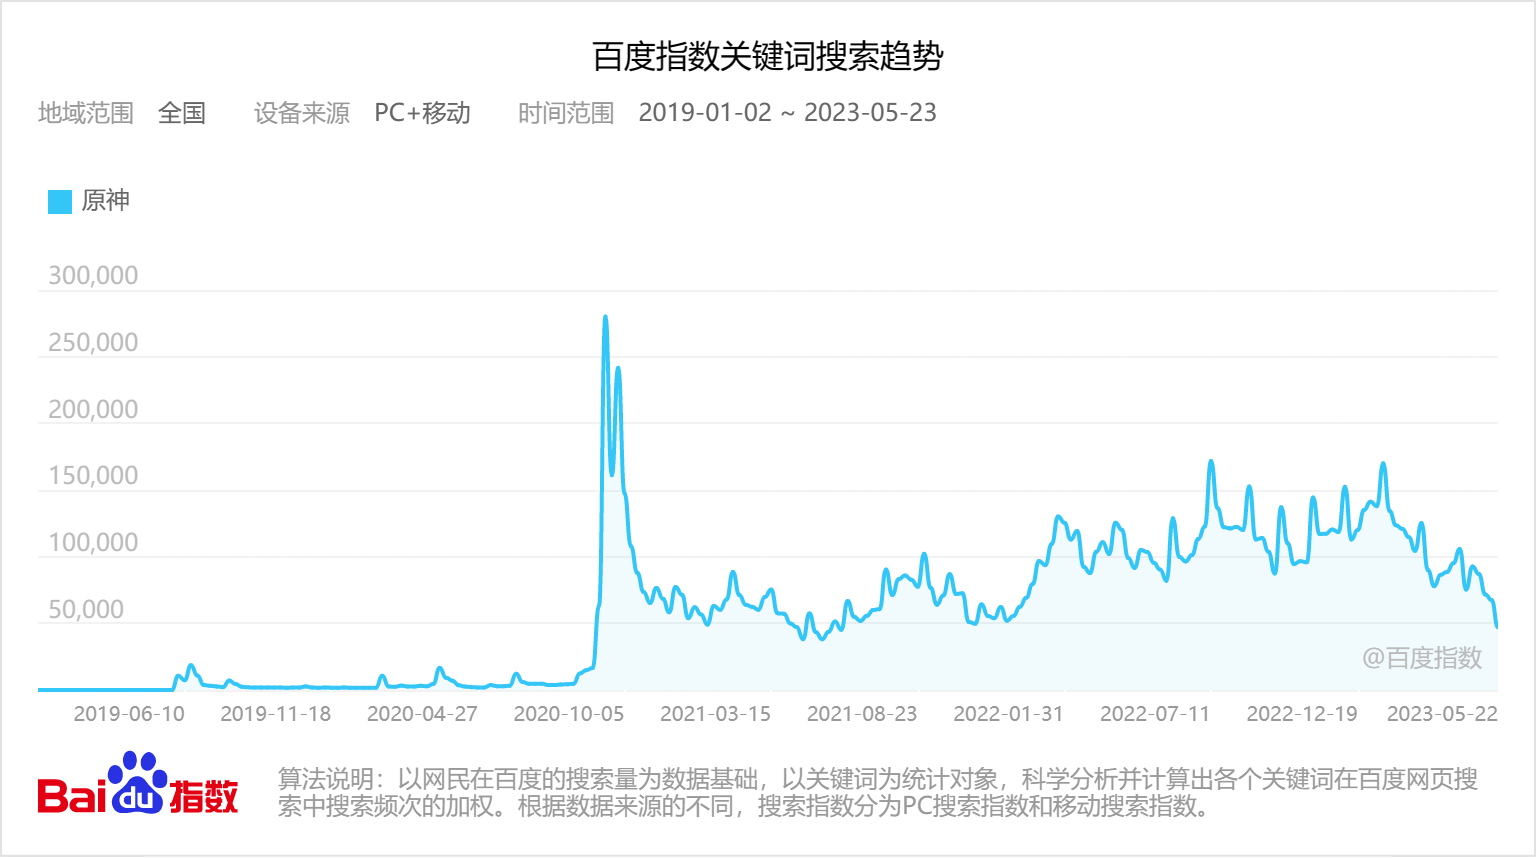 百度指数关键词搜索趋势
地域范围 全国 设备来源 PC+移动 时间范围 2019-01-02 ~ 2023-05-23
原神
300,000
250,000
200,000
150,000
100,000
50,000
@百度指数
2019-06-10 2019-11-18 2020-04-27 2020-10-05 2021-03-15 2021-08-23 2022-01-31 2022-07-11 2022-12-19 2023-05-22
Bai du 指数
算法说明：以网民在百度的搜索量为数据基础，以关键词为统计对象，科学分析并计算出各个关键词在百度网页搜
索中搜索频次的加权。根据数据来源的不同，搜索指数分为PC搜索指数和移动搜索指数。